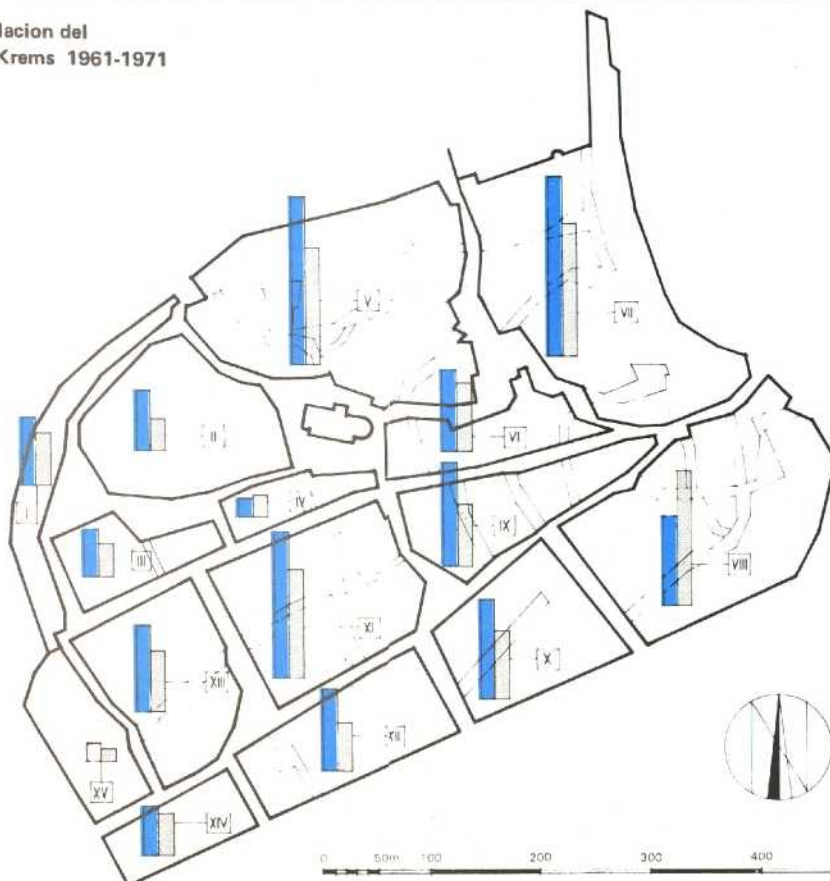 lacion del
Krems 1961-1971
V
VII
II
VI
I
IV
IX
III
VIII
XI
X
XIII
XII
XV
XIV
0 50m 100 200 300 400